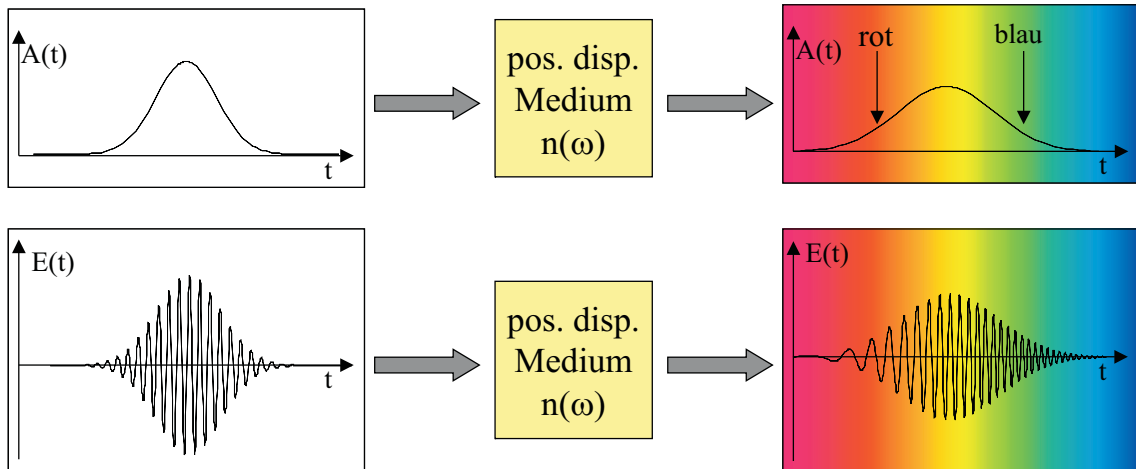 A(t)
t
pos. disp.
Medium
n(ω)
rot
blau
A(t)
t
E(t)
t
pos. disp.
Medium
n(ω)
E(t)
t